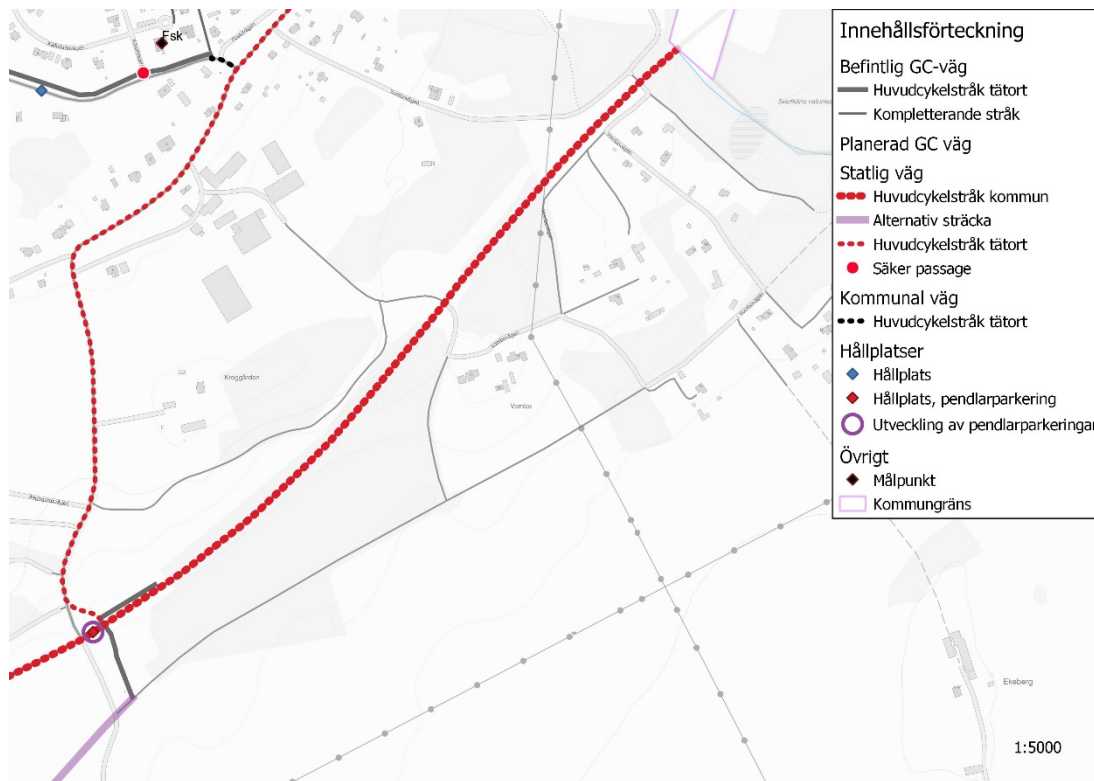 Fsk
Kroggården
Vambo
Ekeberg
1:5000
Innehållsförteckning
Befintlig GC-väg
Huvudcykelstråk tätort
Kompletterande stråk
Planerad GC väg
Statlig väg
Huvudcykelstråk kommun
Alternativ sträcka
Huvudcykelstråk tätort
Säker passage
Kommunal väg
Huvudcykelstråk tätort
Hållplatser
Hållplats
Hållplats, pendlarparkering
Utveckling av pendlarparkeringar
Övrigt
Målpunkt
Kommungräns